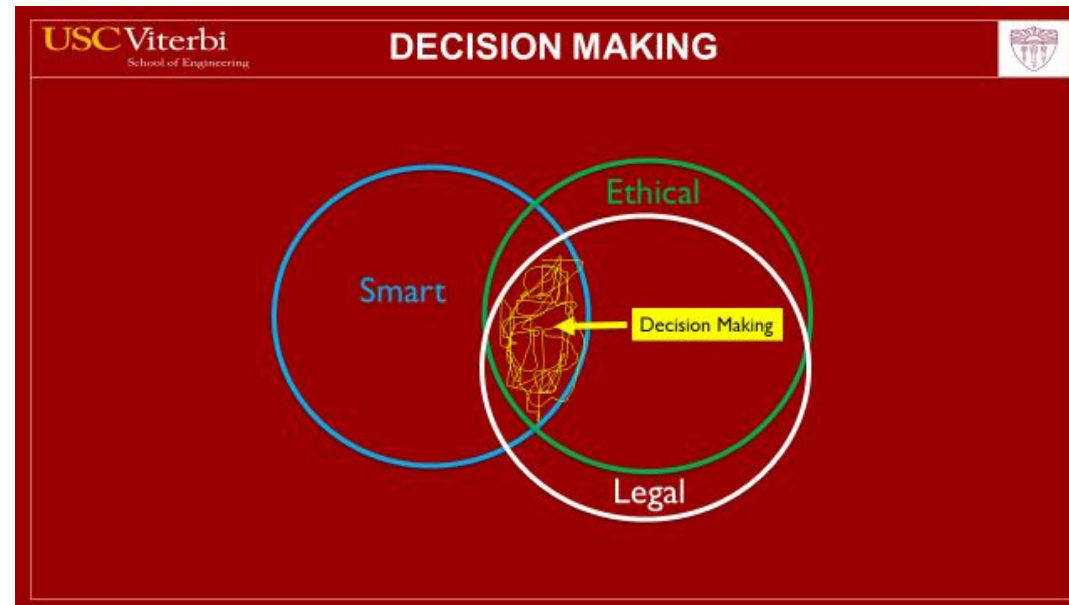 USC Viterbi
School of Engineering
DECISION MAKING
Ethical
Smart
Decision Making
Legal